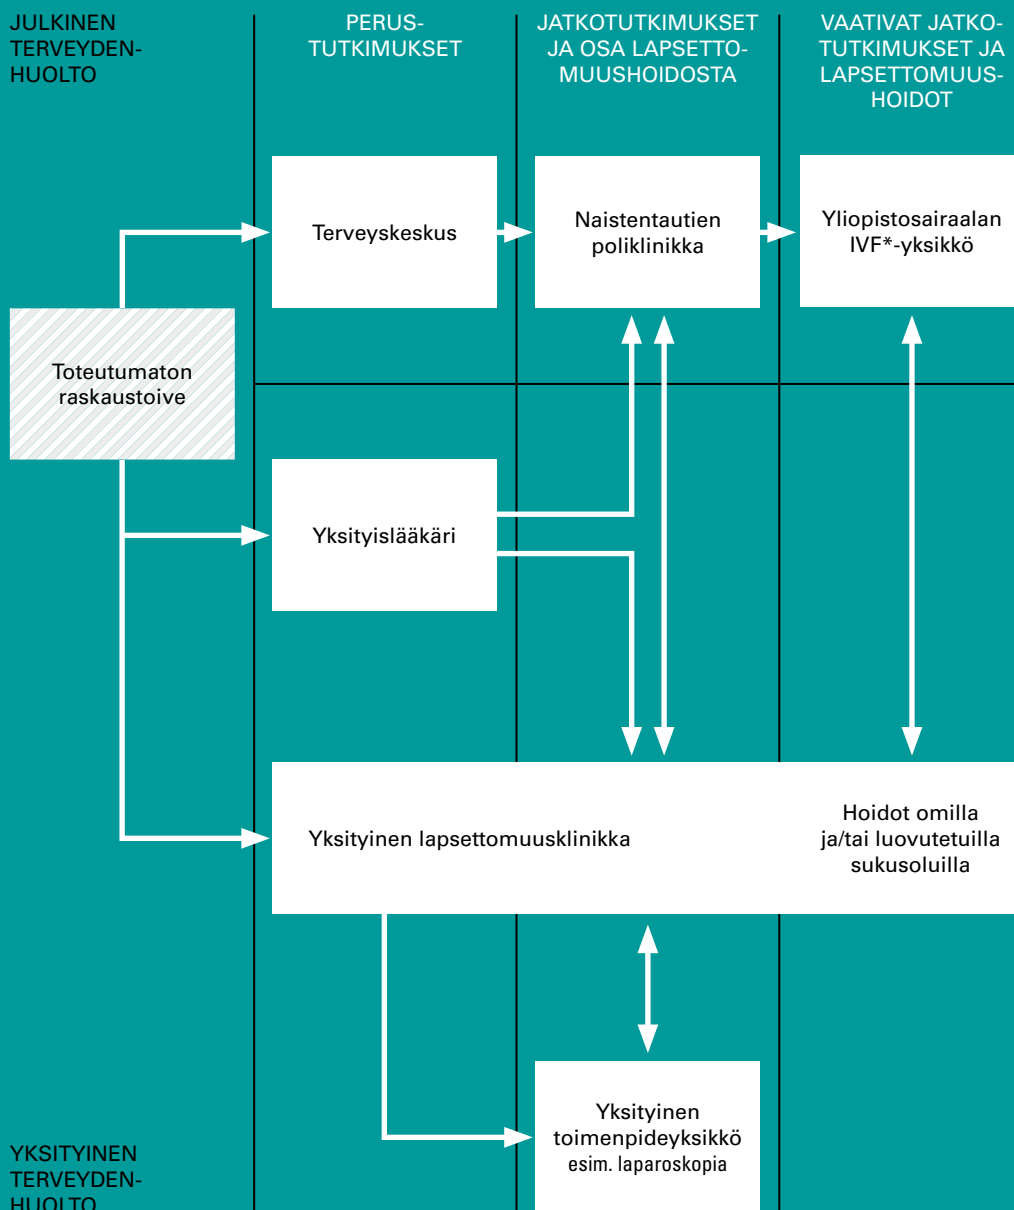 JULKINEN
TERVEYDEN-
HUOLTO
PERUS-
TUTKIMUKSET
JATKOTUTKIMUKSET
JA OSA LAPSETTO-
MUUSHOIDOSTA
VAATIVAT JATKO-
TUTKIMUKSET JA
LAPSETTOMUUS-
HOIDOT
Terveyskeskus
Naistentautien
poliklinikka
Yliopistosairaalan
IVF*-yksikkö
Toteutumaton
raskaustoive
Yksityislääkäri
Yksityinen lapsettomuusklinikka
Hoidot omilla
ja/tai luovutetuilla
sukusoluilla
Yksityinen
toimenpideyksikkö
esim. laparoskopia
YKSITYINEN
TERVEYDEN-
HUOLTO